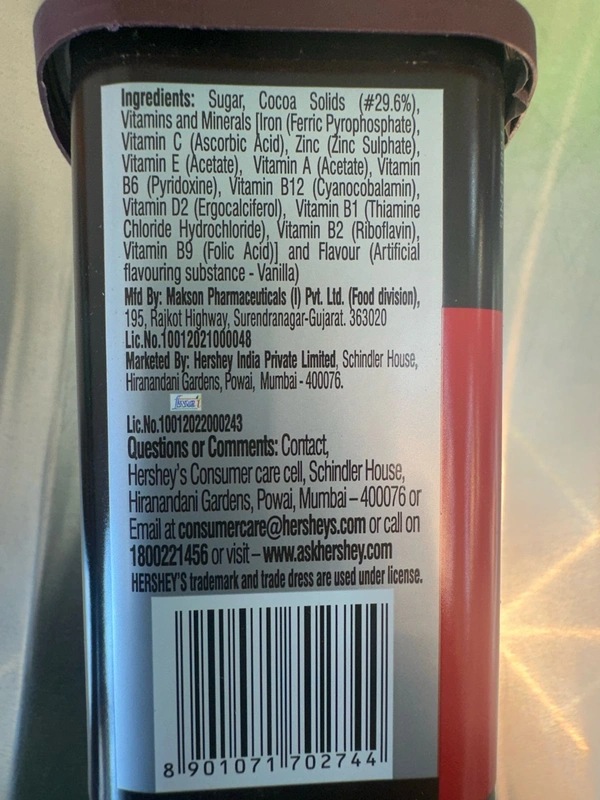 Ingredients: Sugar, Cocoa Solids (#29.6%),
Vitamins and Minerals [Iron (Ferric Pyrophosphate),
Vitamin C (Ascorbic Acid), Zinc (Zinc Sulphate),
Vitamin E (Acetate), Vitamin A (Acetate), Vitamin
B6 (Pyridoxine), Vitamin B12 (Cyanocobalamin),
Vitamin D2 (Ergocalciferol), Vitamin B1 (Thiamine
Chloride Hydrochloride), Vitamin B2 (Riboflavin),
Vitamin B9 (Folic Acid)] and Flavour (Artificial
flavouring substance - Vanilla)
Mfd By: Makson Pharmaceuticals (I) Pvt. Ltd. (Food division),
195, Rajkot Highway, Surendranagar-Gujarat. 363020
Lic.No.10012021000048
Marketed By: Hershey India Private Limited, Schindler House,
Hiranandani Gardens, Powai, Mumbai - 400076.
fssai
Lic.No.10012022000243
Questions or Comments: Contact,
Hershey's Consumer care cell, Schindler House,
Hiranandani Gardens, Powai, Mumbai – 400076 or
Email at consumercare@hersheys.com or call on
1800221456 or visit – www.askhershey.com
HERSHEY'S trademark and trade dress are used under license.
8 901071 702744